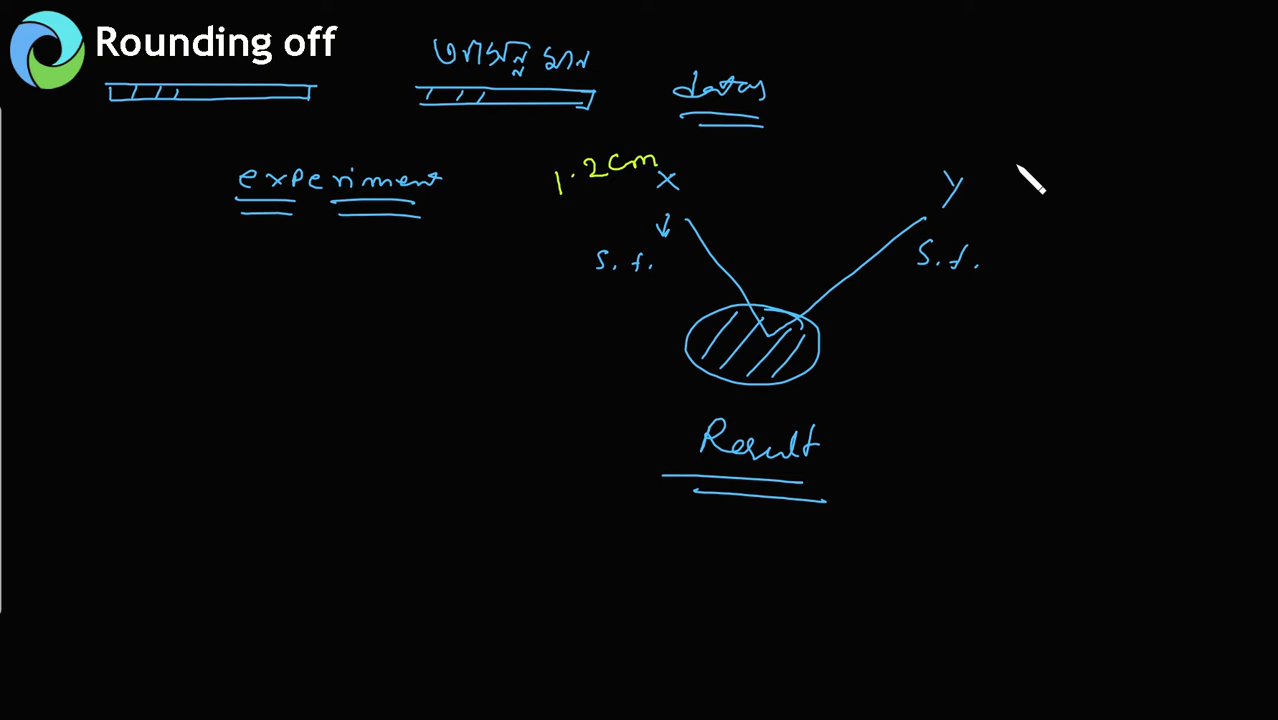 Rounding off
আসন্ন মান
datas
experiment
1.2cm X
Y
S.f.
S.f.
Result